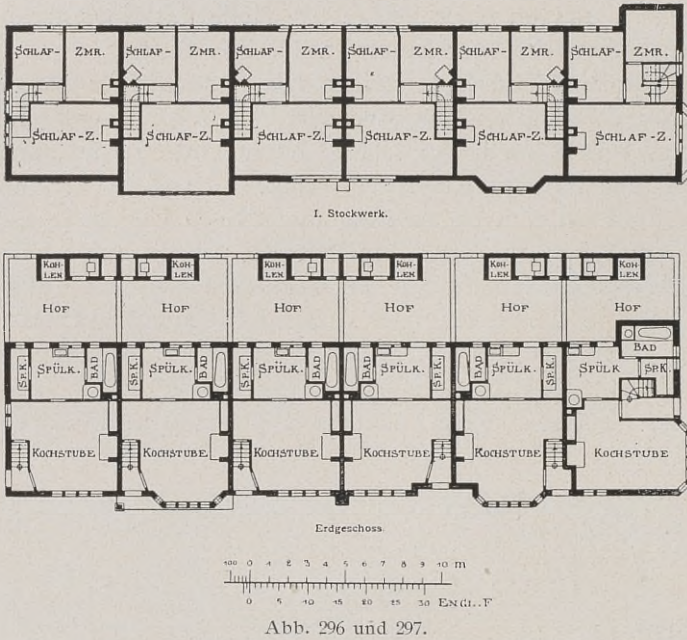 SCHLAF- ZMR. SCHLAF- ZMR. SCHLAF- ZMR. SCHLAF- ZMR. SCHLAF- ZMR. SCHLAF- ZMR.
SCHLAF-Z. SCHLAF-Z. SCHLAF-Z. SCHLAF-Z. SCHLAF-Z. SCHLAF-Z.
I. Stockwerk.
KOH-LEN KOH-LEN KOH-LEN KOH-LEN KOH-LEN KOH-LEN
HOF HOF HOF HOF HOF HOF
BAD
SP.K. SPÜLK. BAD SP.K. SPÜLK. BAD SP.K. SPÜLK. BAD BAD SPÜLK. SP.K. BAD SPÜLK. SP.K. SPÜLK SP.K.
KOCHSTUBE KOCHSTUBE KOCHSTUBE KOCHSTUBE KOCHSTUBE KOCHSTUBE
Erdgeschoss.
100 0 1 2 3 4 5 6 7 8 9 10 m
0 5 10 15 20 25 30 ENGL. F
Abb. 296 und 297.